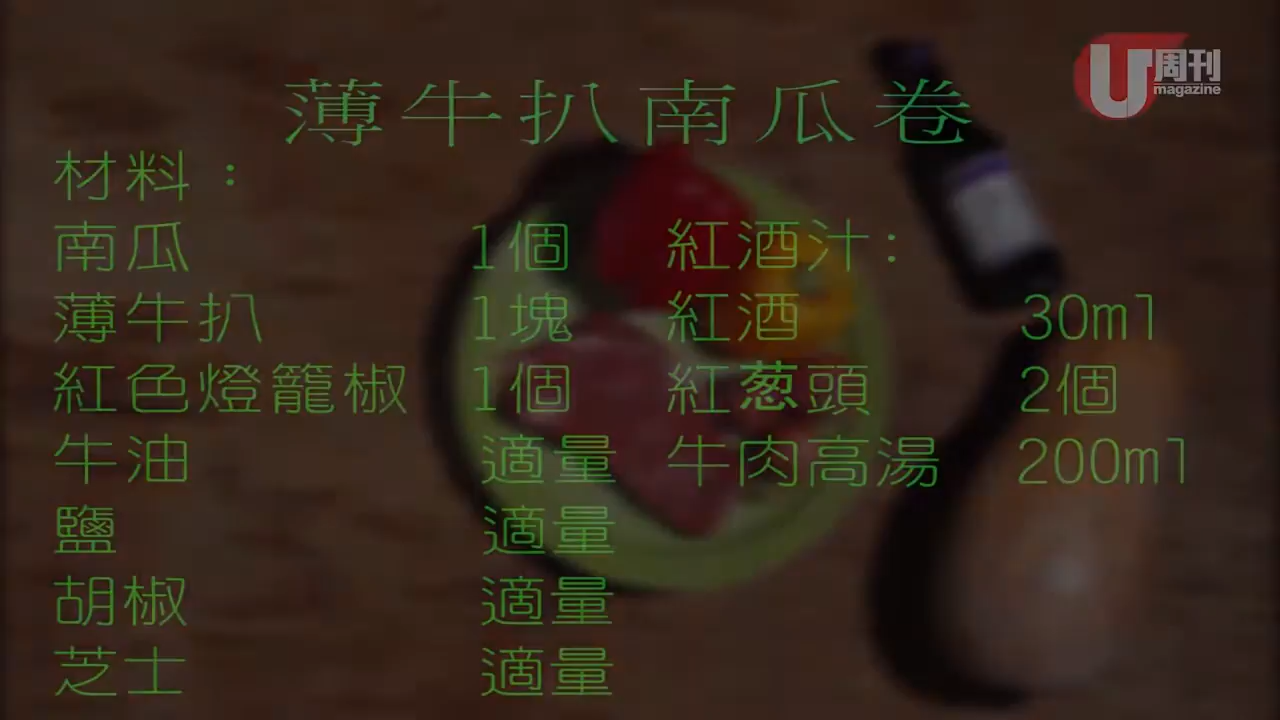 U周刊
magazine
薄牛扒南瓜卷
材料：
南瓜 1個
薄牛扒 1塊
紅色燈籠椒 1個
牛油 適量
鹽 適量
胡椒 適量
芝士 適量
紅酒汁：
紅酒 30ml
紅葱頭 2個
牛肉高湯 200ml